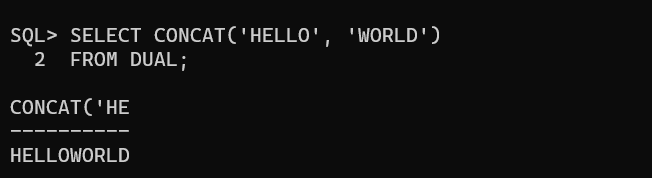 SQL> SELECT CONCAT('HELLO', 'WORLD')
  2  FROM DUAL;
CONCAT('HE
----------
HELLOWORLD